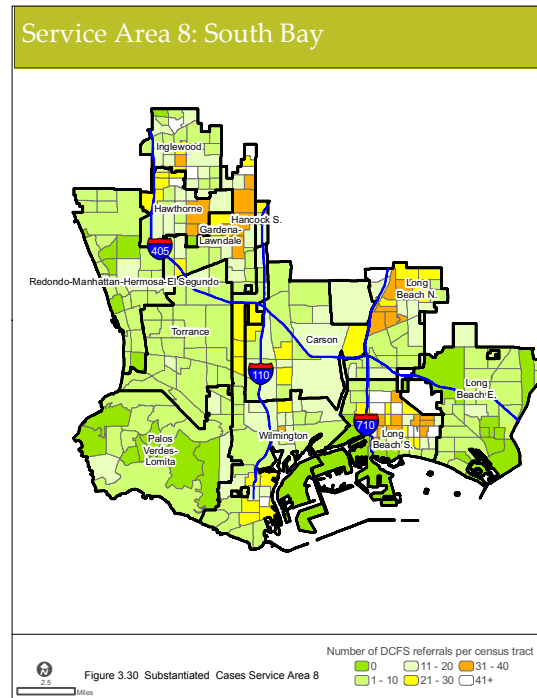 Service Area 8: South Bay
Inglewood
Hawthorne
Hancock S.
Gardena-
Lawndale
405
Redondo-Manhattan-Hermosa-El Segundo
Long
Beach N.
Torrance
Carson
110
Long
Beach E.
710
Palos
Verdes-
Lomita
Wilmington
Long
Beach S.
N
2.5
Miles
Figure 3.30 Substantiated Cases Service Area 8
Number of DCFS referrals per census tract
0 11 - 20 31 - 40
1 - 10 21 - 30 41+